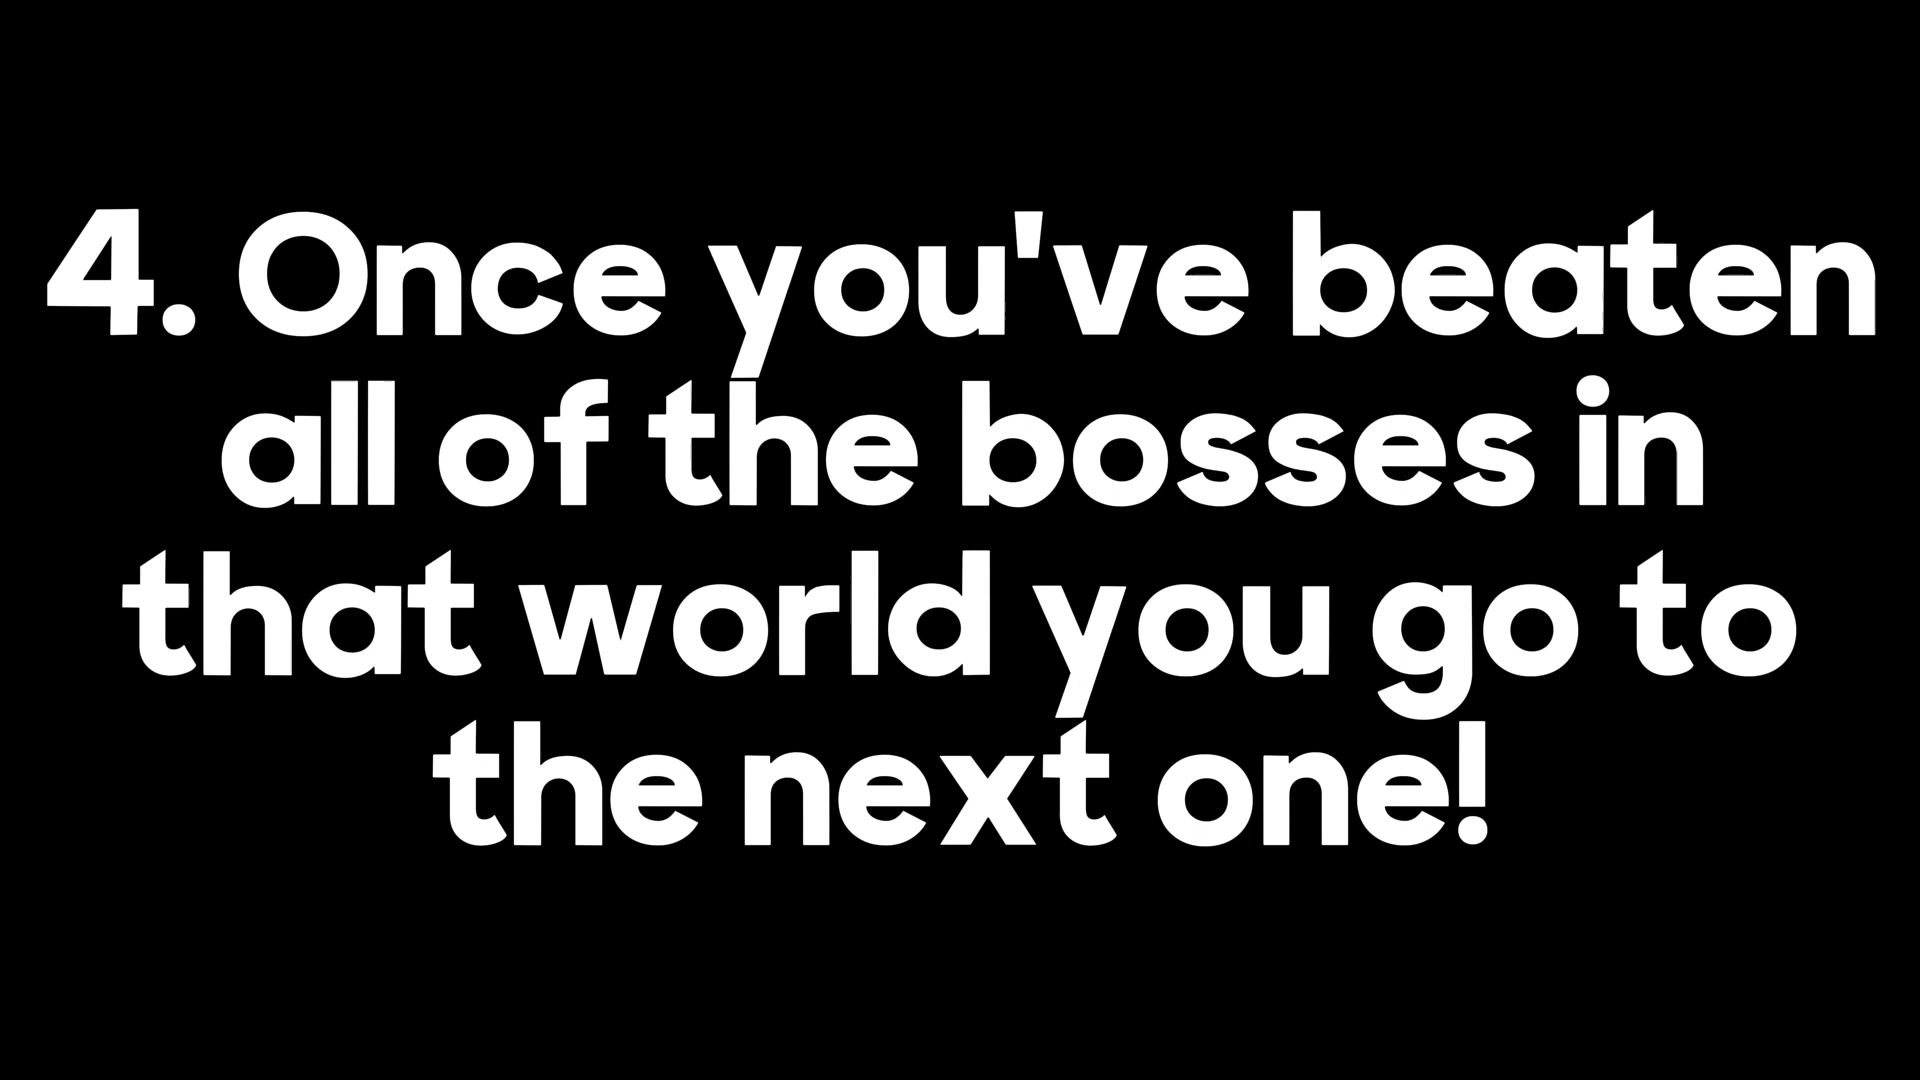 4. Once you've beaten
all of the bosses in
that world you go to
the next one!